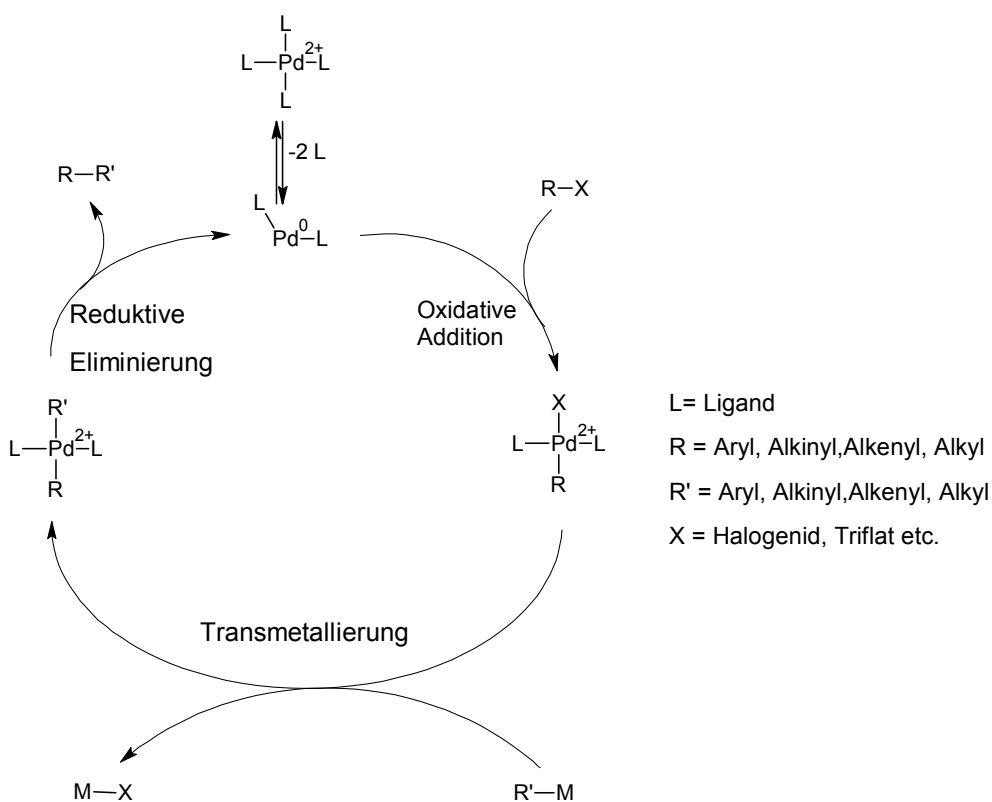 L
L—Pd2+—L
L
-2 L
L
Pd0—L
R—R'
R—X
Reduktive
Eliminierung
Oxidative
Addition
R'
L—Pd2+—L
R
X
L—Pd2+—L
R
L= Ligand
R = Aryl, Alkinyl,Alkenyl, Alkyl
R' = Aryl, Alkinyl,Alkenyl, Alkyl
X = Halogenid, Triflat etc.
Transmetallierung
M—X
R'—M